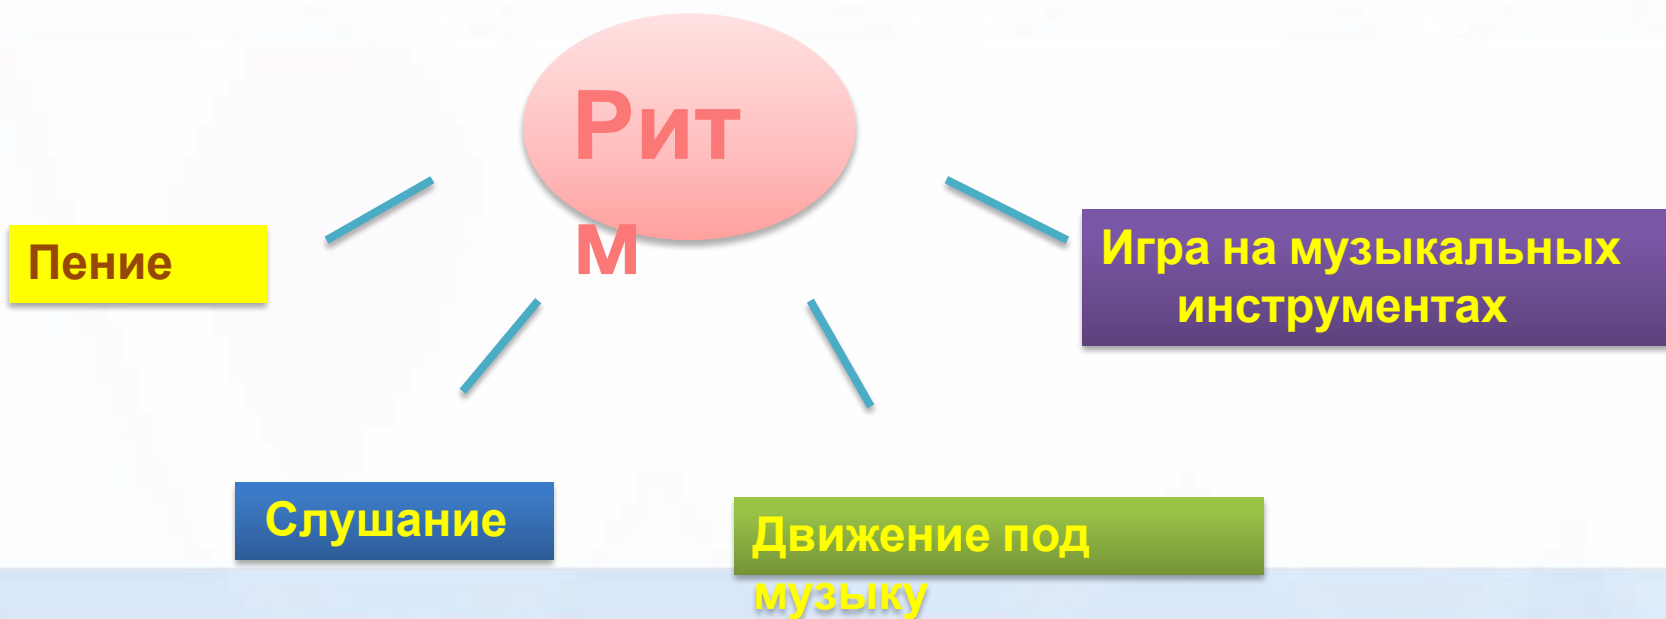 Рит
м
Пение
Игра на музыкальных
инструментах
Слушание
Движение под
музыку